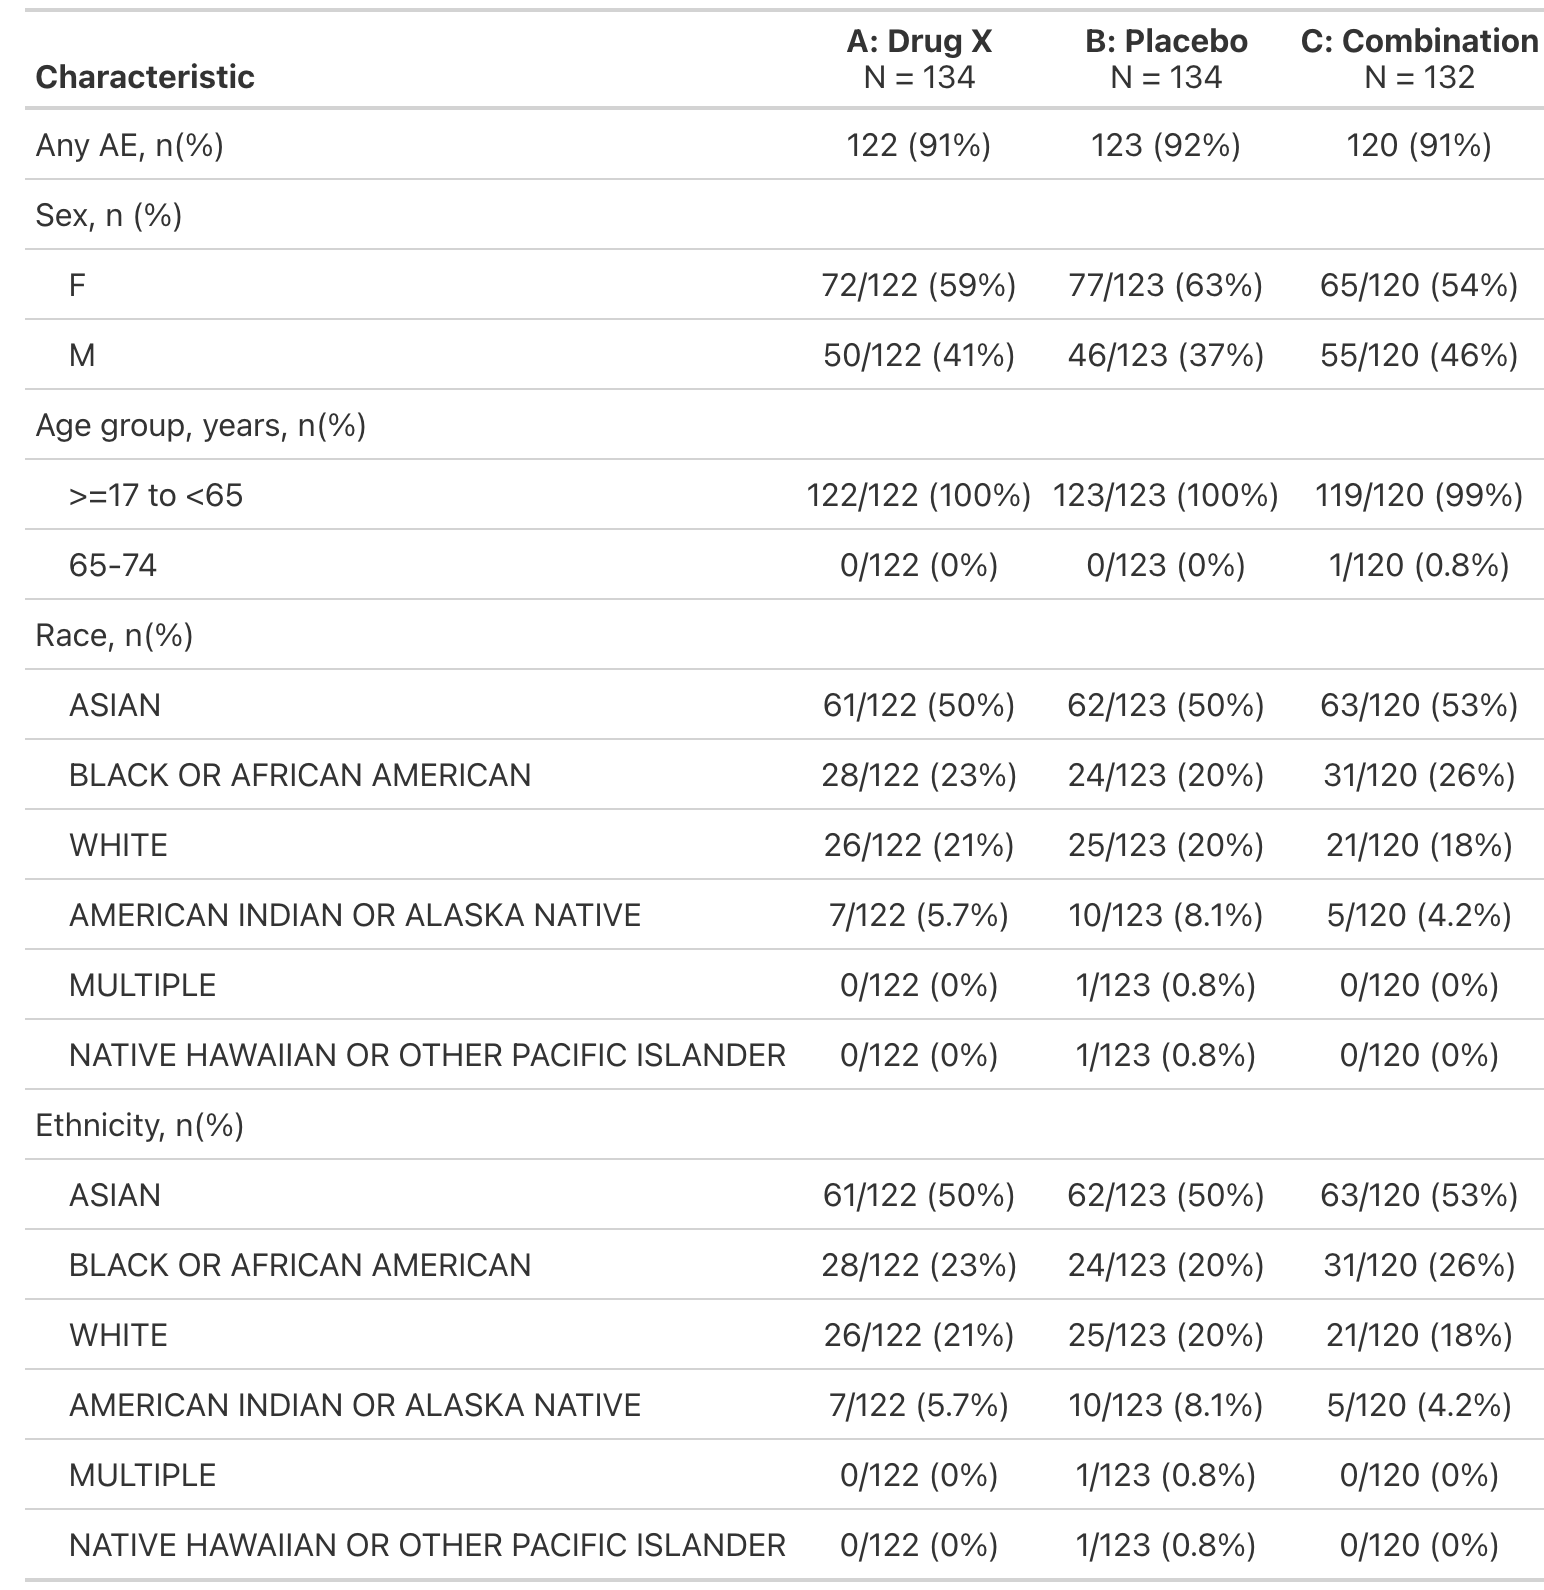 A: Drug X B: Placebo C: Combination
Characteristic N = 134 N = 134 N = 132
Any AE, n(%) 122 (91%) 123 (92%) 120 (91%)
Sex, n (%)
F 72/122 (59%) 77/123 (63%) 65/120 (54%)
M 50/122 (41%) 46/123 (37%) 55/120 (46%)
Age group, years, n(%)
>=17 to <65 122/122 (100%) 123/123 (100%) 119/120 (99%)
65-74 0/122 (0%) 0/123 (0%) 1/120 (0.8%)
Race, n(%)
ASIAN 61/122 (50%) 62/123 (50%) 63/120 (53%)
BLACK OR AFRICAN AMERICAN 28/122 (23%) 24/123 (20%) 31/120 (26%)
WHITE 26/122 (21%) 25/123 (20%) 21/120 (18%)
AMERICAN INDIAN OR ALASKA NATIVE 7/122 (5.7%) 10/123 (8.1%) 5/120 (4.2%)
MULTIPLE 0/122 (0%) 1/123 (0.8%) 0/120 (0%)
NATIVE HAWAIIAN OR OTHER PACIFIC ISLANDER 0/122 (0%) 1/123 (0.8%) 0/120 (0%)
Ethnicity, n(%)
ASIAN 61/122 (50%) 62/123 (50%) 63/120 (53%)
BLACK OR AFRICAN AMERICAN 28/122 (23%) 24/123 (20%) 31/120 (26%)
WHITE 26/122 (21%) 25/123 (20%) 21/120 (18%)
AMERICAN INDIAN OR ALASKA NATIVE 7/122 (5.7%) 10/123 (8.1%) 5/120 (4.2%)
MULTIPLE 0/122 (0%) 1/123 (0.8%) 0/120 (0%)
NATIVE HAWAIIAN OR OTHER PACIFIC ISLANDER 0/122 (0%) 1/123 (0.8%) 0/120 (0%)